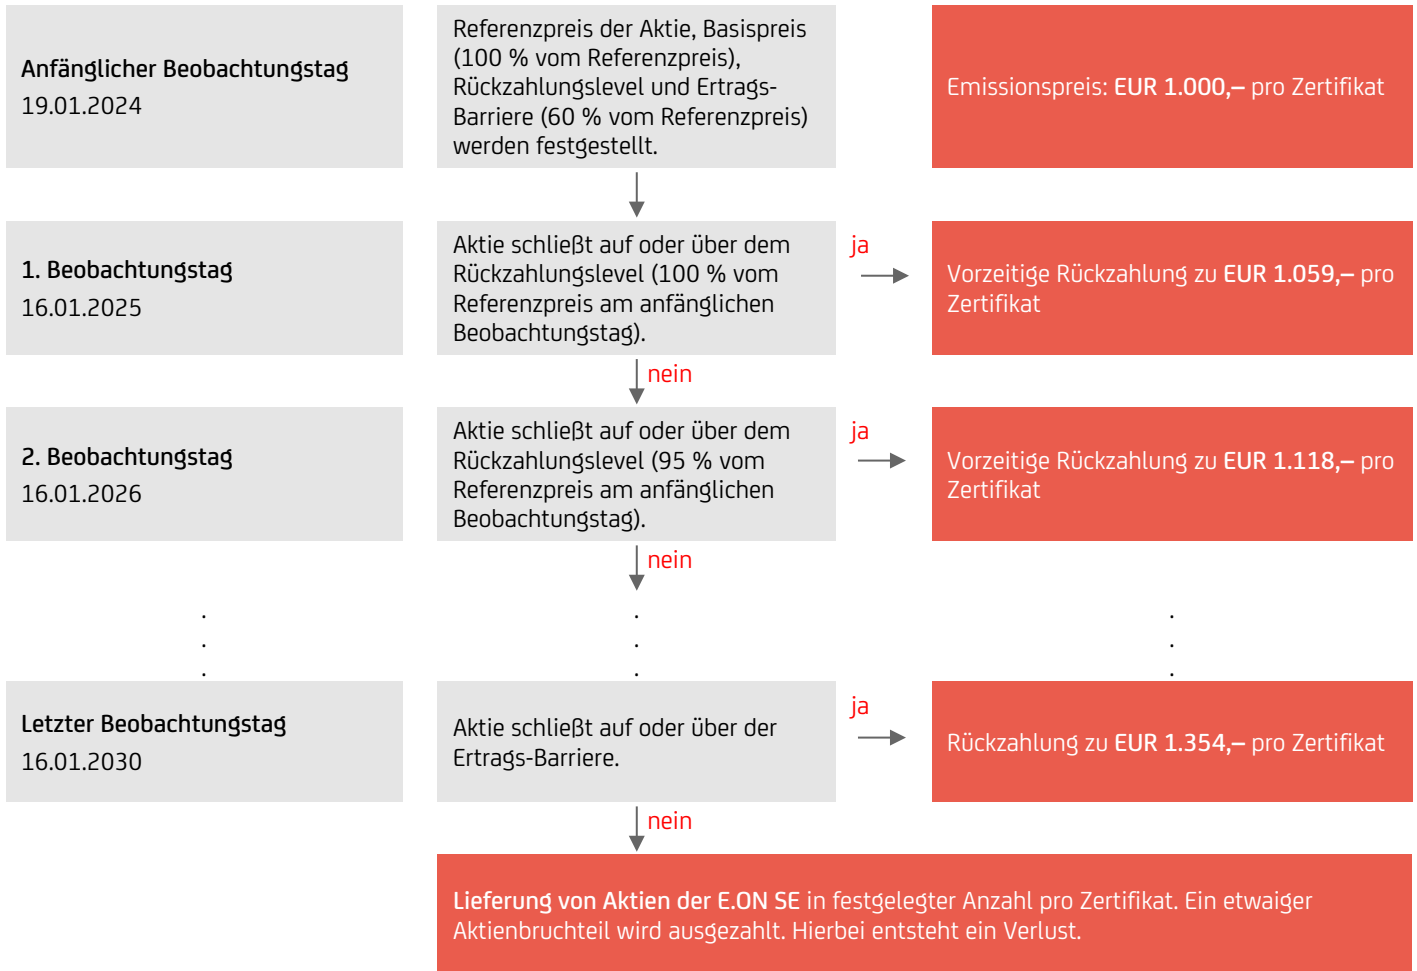 Anfänglicher Beobachtungstag
19.01.2024
Referenzpreis der Aktie, Basispreis
(100 % vom Referenzpreis),
Rückzahlungslevel und Ertrags-
Barriere (60 % vom Referenzpreis)
werden festgestellt.
Emissionspreis: EUR 1.000,– pro Zertifikat
1. Beobachtungstag
16.01.2025
Aktie schließt auf oder über dem
Rückzahlungslevel (100 % vom
Referenzpreis am anfänglichen
Beobachtungstag).
ja
Vorzeitige Rückzahlung zu EUR 1.059,– pro
Zertifikat
nein
2. Beobachtungstag
16.01.2026
Aktie schließt auf oder über dem
Rückzahlungslevel (95 % vom
Referenzpreis am anfänglichen
Beobachtungstag).
ja
Vorzeitige Rückzahlung zu EUR 1.118,– pro
Zertifikat
nein
. . .
. . .
. . .
Letzter Beobachtungstag
16.01.2030
Aktie schließt auf oder über der
Ertrags-Barriere.
ja
Rückzahlung zu EUR 1.354,– pro Zertifikat
nein
Lieferung von Aktien der E.ON SE in festgelegter Anzahl pro Zertifikat. Ein etwaiger
Aktienbruchteil wird ausgezahlt. Hierbei entsteht ein Verlust.